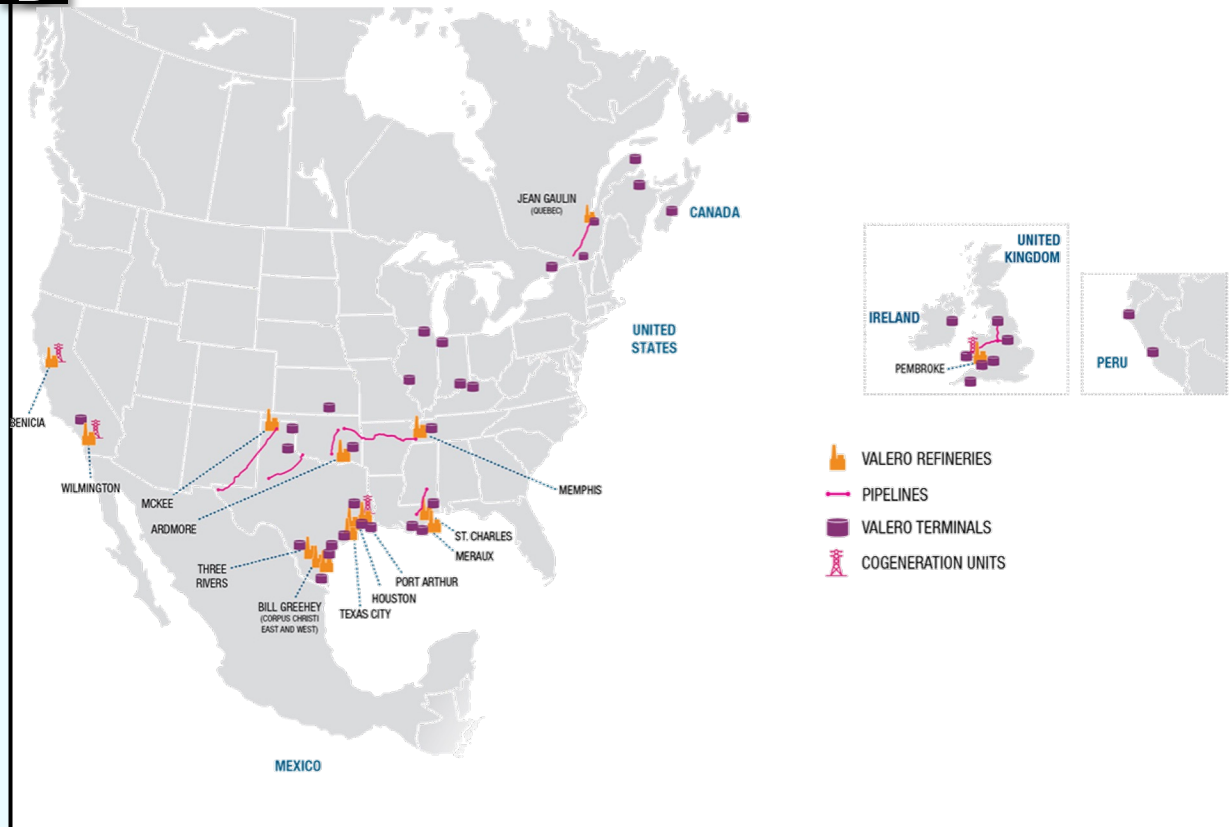 JEAN GAULIN
(QUEBEC)
CANADA
UNITED
KINGDOM
IRELAND
PEMBROKE
PERU
UNITED
STATES
BENICIA
WILMINGTON
MCKEE
ARDMORE
MEMPHIS
ST. CHARLES
MERAUX
THREE
RIVERS
PORT ARTHUR
HOUSTON
TEXAS CITY
BILL GREEHEY
(CORPUS CHRISTI
EAST AND WEST)
MEXICO
VALERO REFINERIES
PIPELINES
VALERO TERMINALS
COGENERATION UNITS